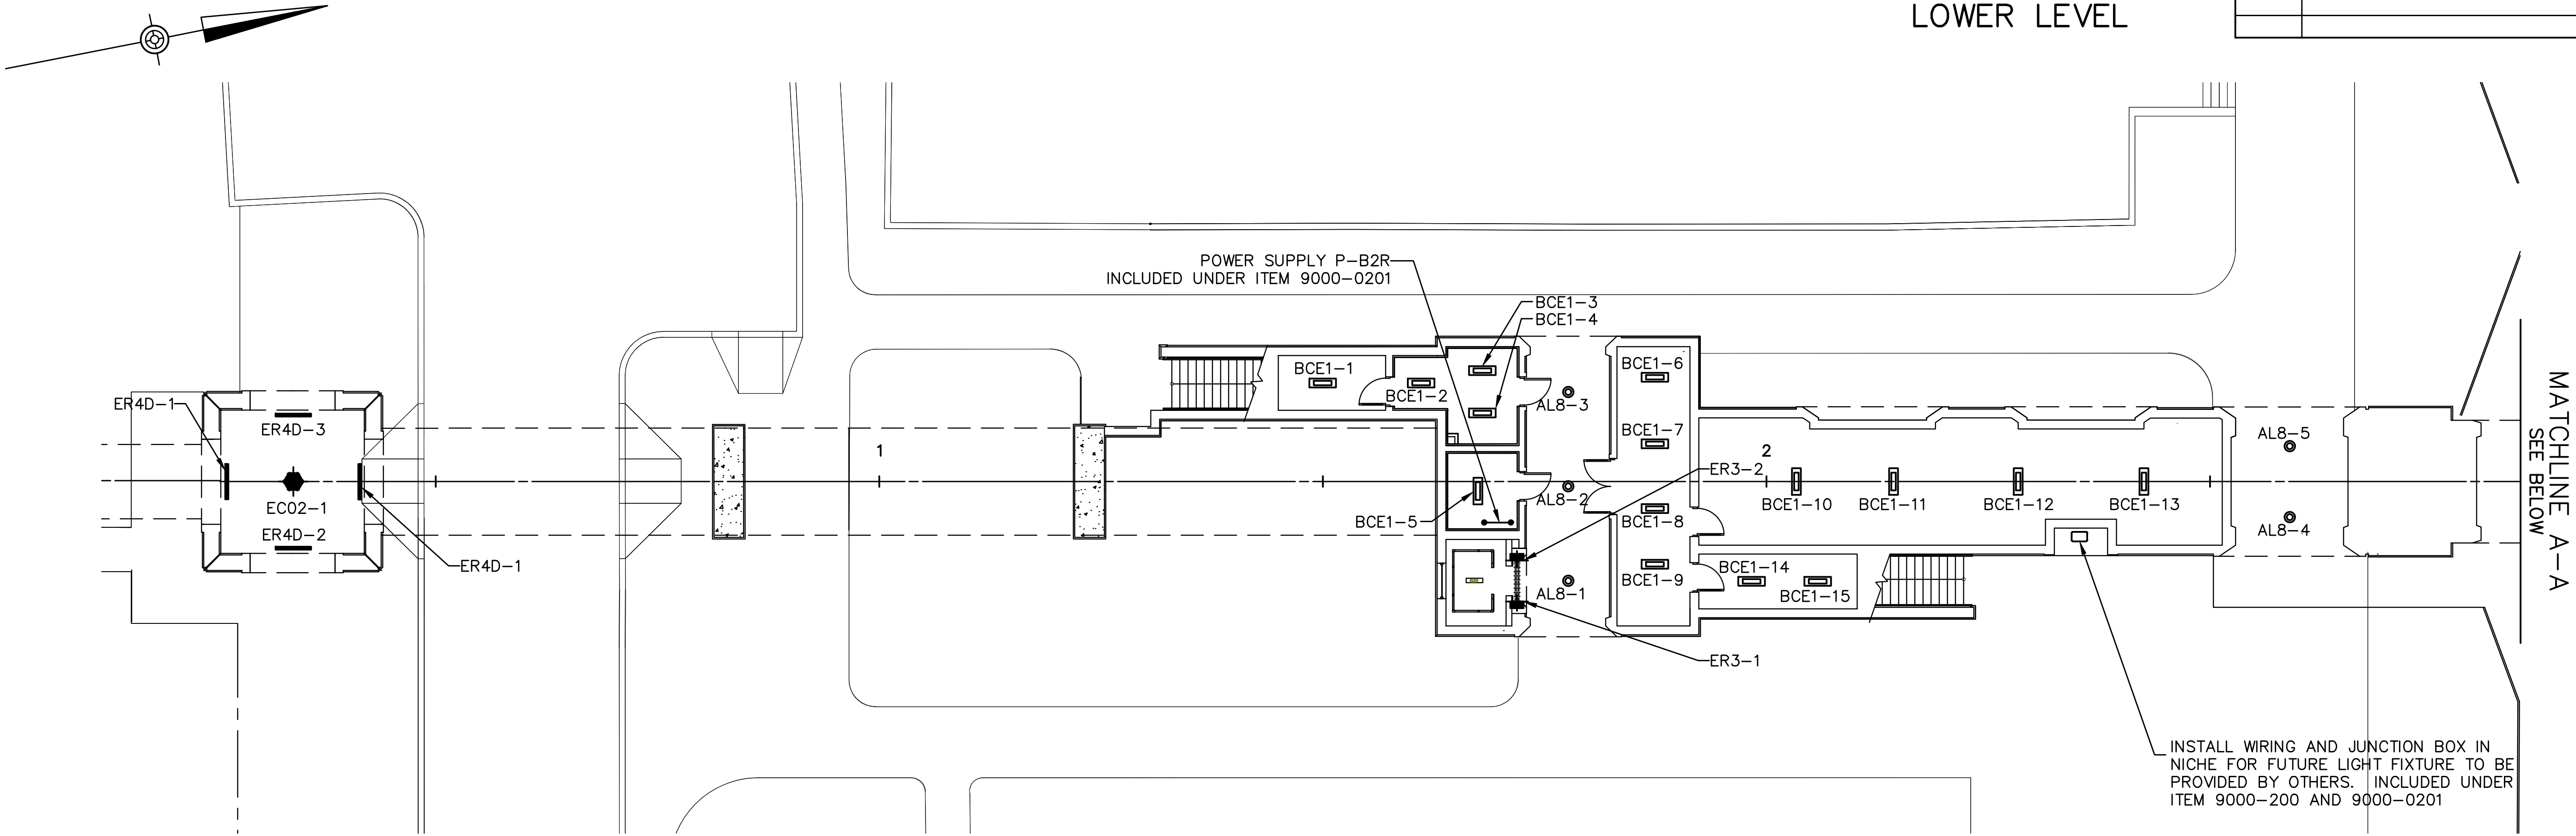 LOWER LEVEL
POWER SUPPLY P-B2R
INCLUDED UNDER ITEM 9000-0201
BCE1-3
BCE1-4
BCE1-1
BCE1-2
BCE1-6
AL8-3
ER4D-1
ER4D-3
BCE1-7
AL8-5
1
2
ER3-2
EC02-1
AL8-2
BCE1-10
BCE1-11
BCE1-12
BCE1-13
BCE1-5
BCE1-8
ER4D-2
AL8-4
ER4D-1
BCE1-9
BCE1-14
BCE1-15
AL8-1
ER3-1
MATCHLINE A-A
SEE BELOW
INSTALL WIRING AND JUNCTION BOX IN
NICHE FOR FUTURE LIGHT FIXTURE TO BE
PROVIDED BY OTHERS. INCLUDED UNDER
ITEM 9000-200 AND 9000-0201